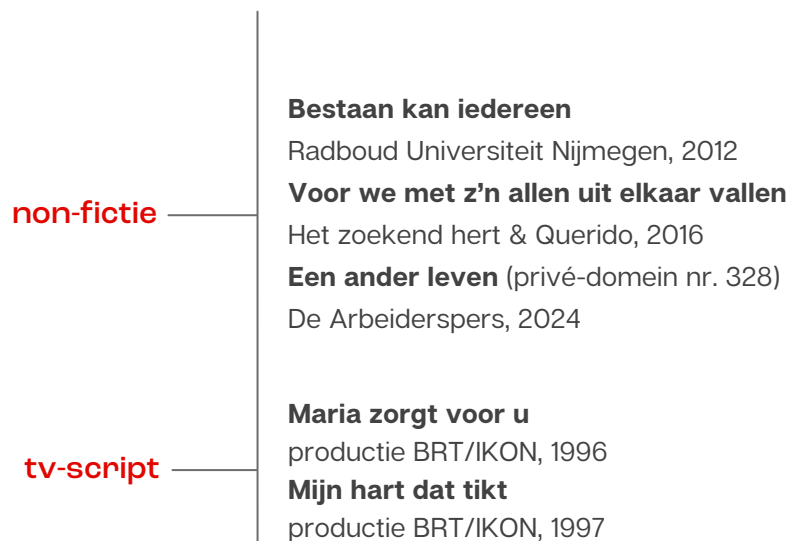 non-fictie
Bestaan kan iedereen
Radboud Universiteit Nijmegen, 2012
Voor we met z’n allen uit elkaar vallen
Het zoekend hert & Querido, 2016
Een ander leven (privé-domein nr. 328)
De Arbeiderspers, 2024
tv-script
Maria zorgt voor u
productie BRT/IKON, 1996
Mijn hart dat tikt
productie BRT/IKON, 1997